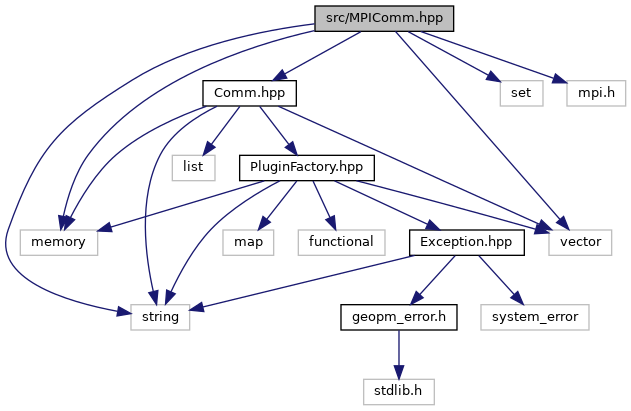 src/MPIComm.hpp
Comm.hpp
set
mpi.h
list
PluginFactory.hpp
memory
map
functional
Exception.hpp
vector
string
geopm_error.h
system_error
stdlib.h